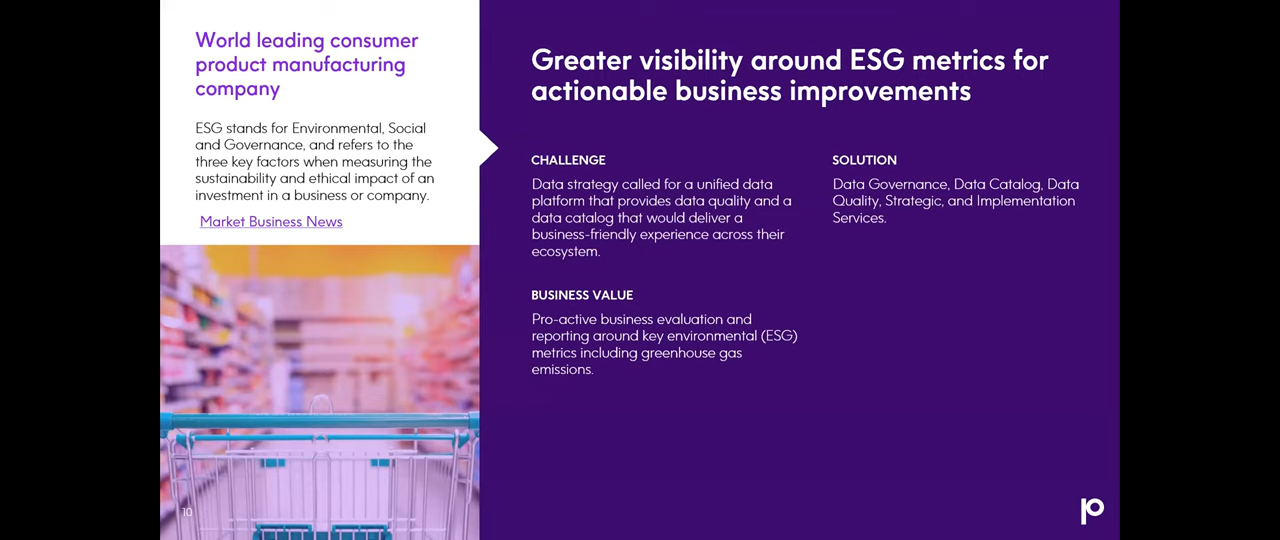 World leading consumer
product manufacturing
company
ESG stands for Environmental, Social
and Governance, and refers to the
three key factors when measuring the
sustainability and ethical impact of an
investment in a business or company.
Market Business News
10
Greater visibility around ESG metrics for
actionable business improvements
CHALLENGE
Data strategy called for a unified data
platform that provides data quality and a
data catalog that would deliver a
business-friendly experience across their
ecosystem.
BUSINESS VALUE
Pro-active business evaluation and
reporting around key environmental (ESG)
metrics including greenhouse gas
emissions.
SOLUTION
Data Governance, Data Catalog, Data
Quality, Strategic, and Implementation
Services.